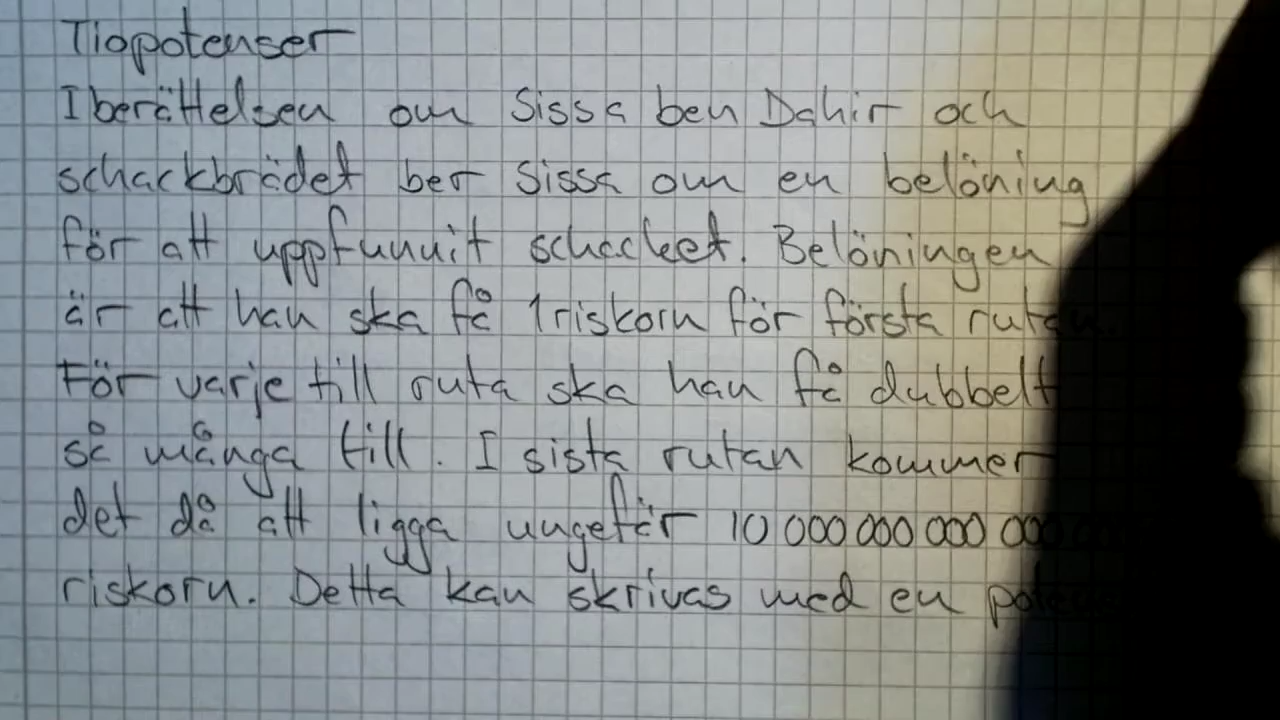 Tiopotenser
I berättelsen om Sissa ben Dahir och
schackbrädet ber Sissa om en belöning
för att uppfunnit schacket. Belöningen
är att han ska få 1 riskorn för första rutan.
För varje till ruta ska han få dubbelt
så många till. I sista rutan kommer
det då att ligga ungefär 10 000 000 000 000
riskorn. Detta kan skrivas med en